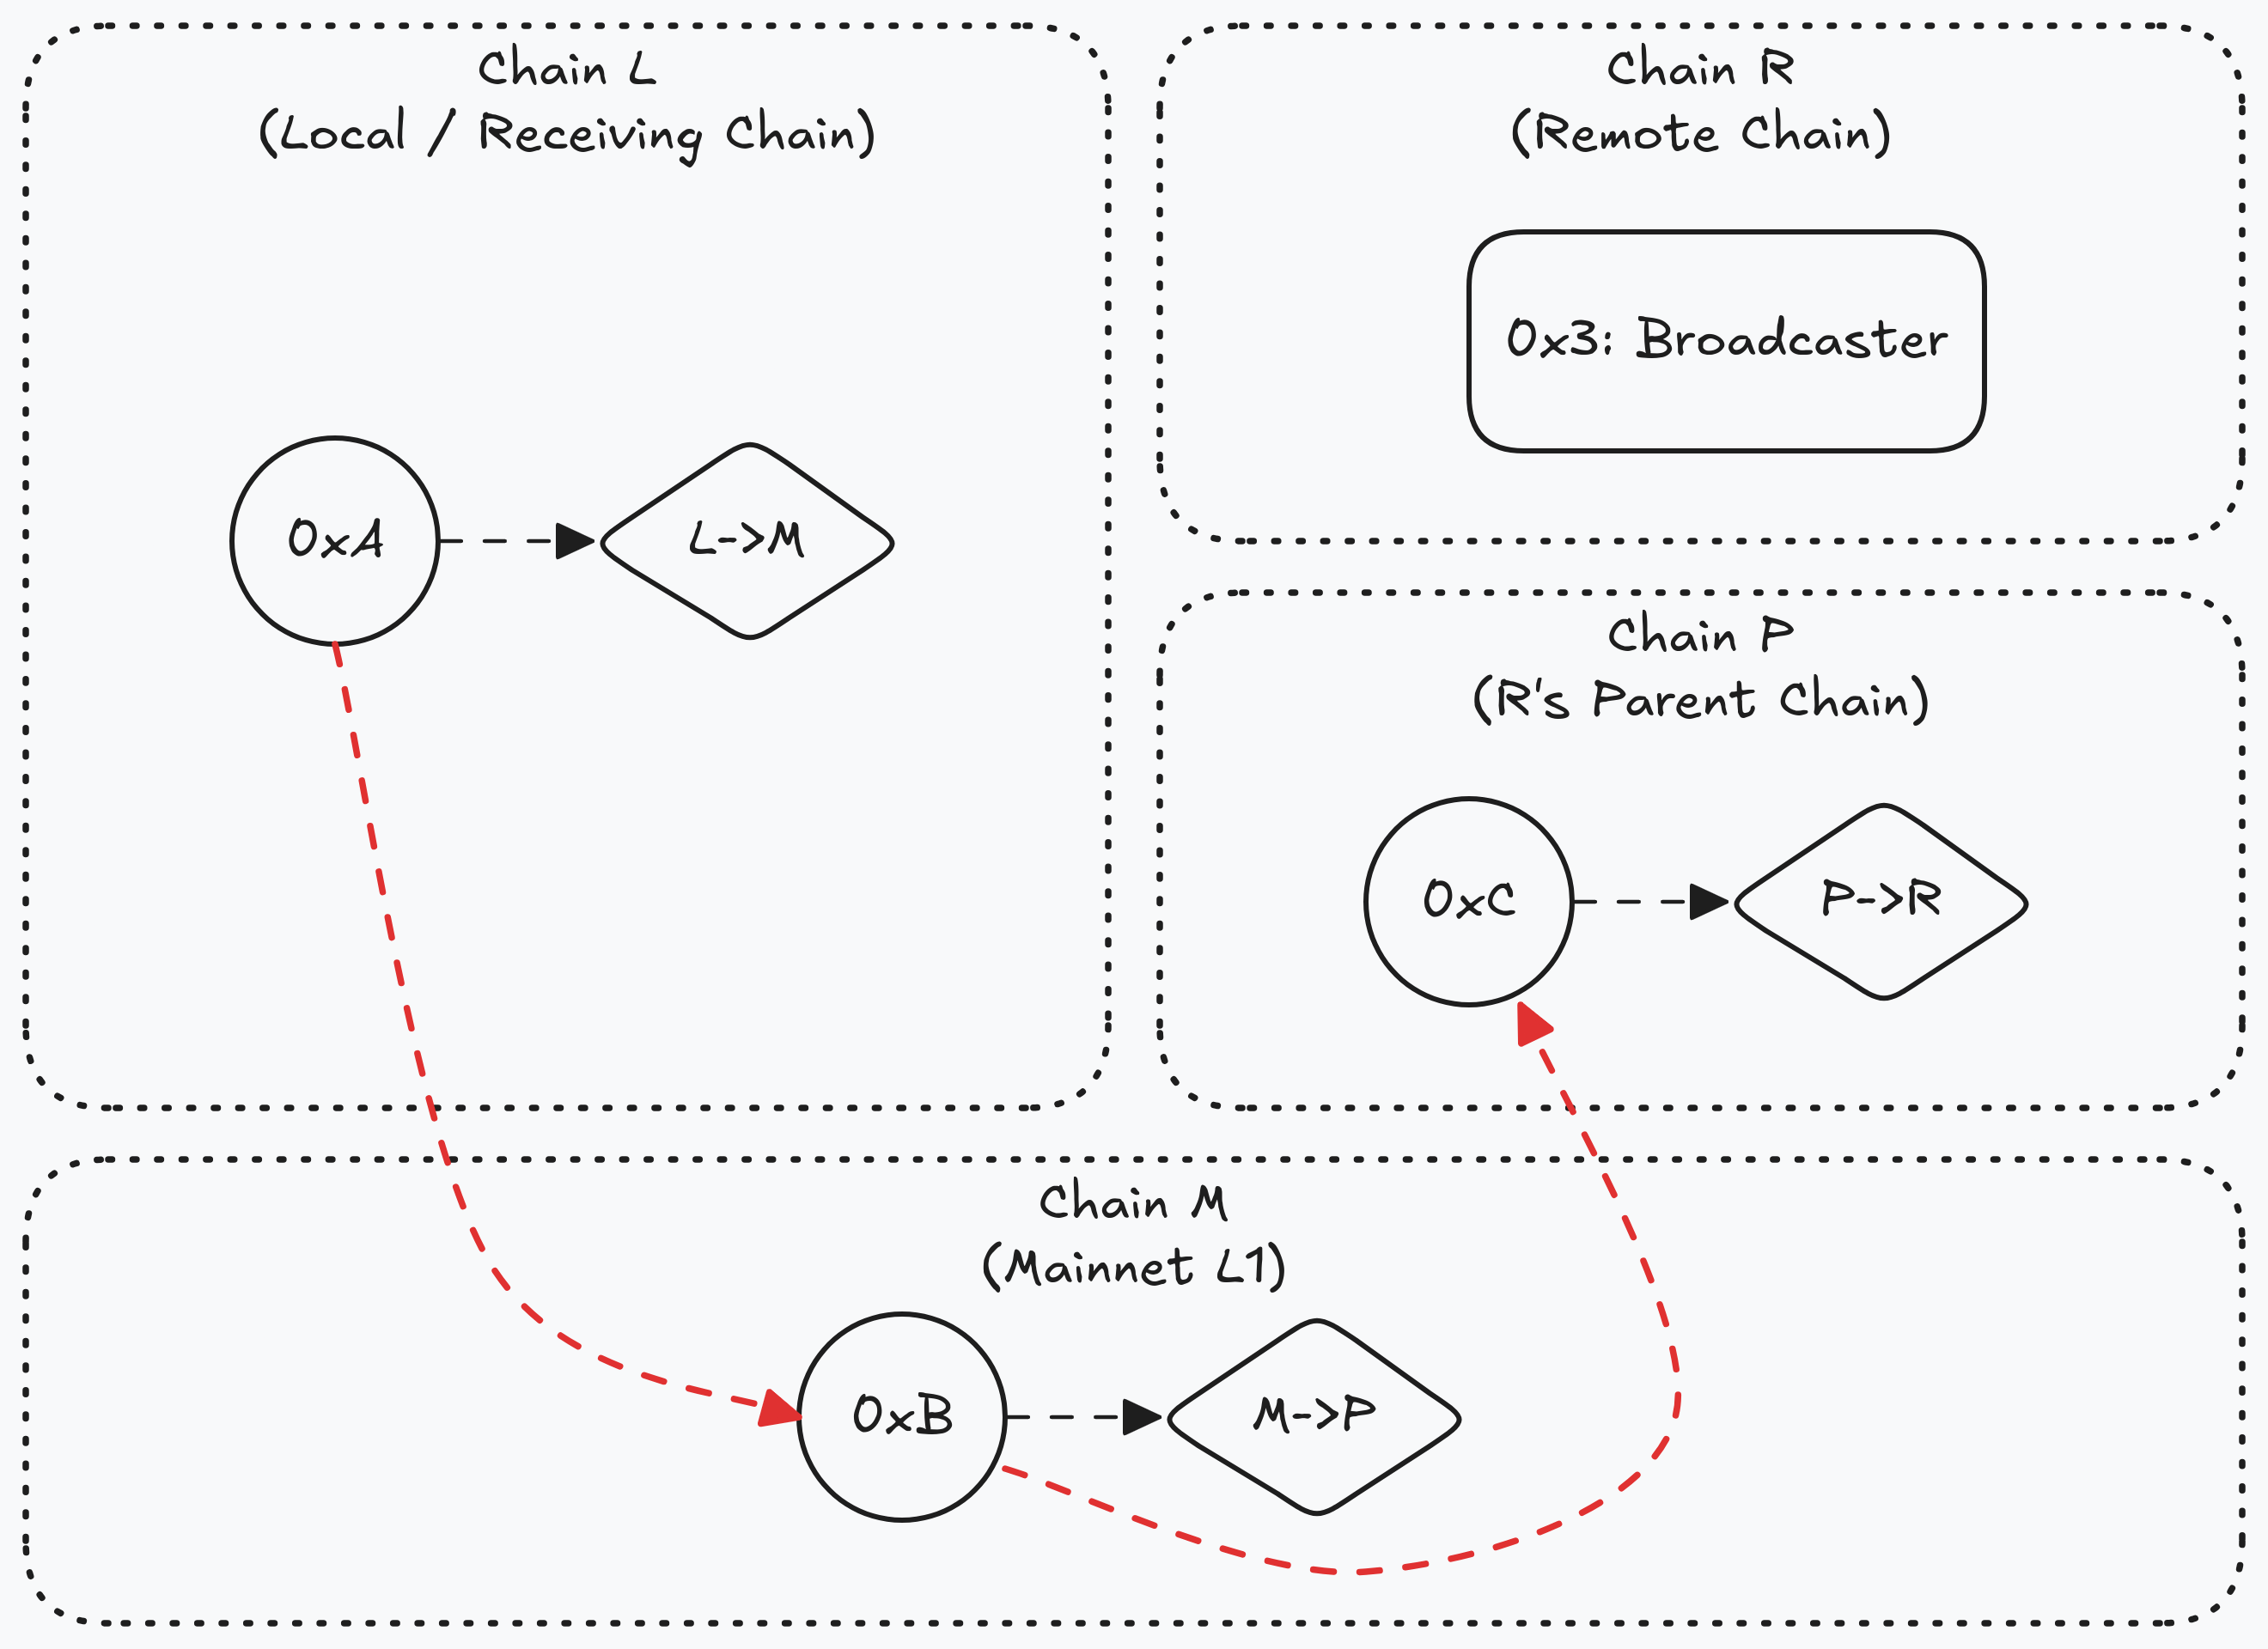 Chain L
(Local / Receiving Chain)
0xA
L->M
Chain R
(Remote Chain)
0x3: Broadcaster
Chain P
(R's Parent Chain)
0xC
P->R
Chain M
(Mainnet L1)
0xB
M->P